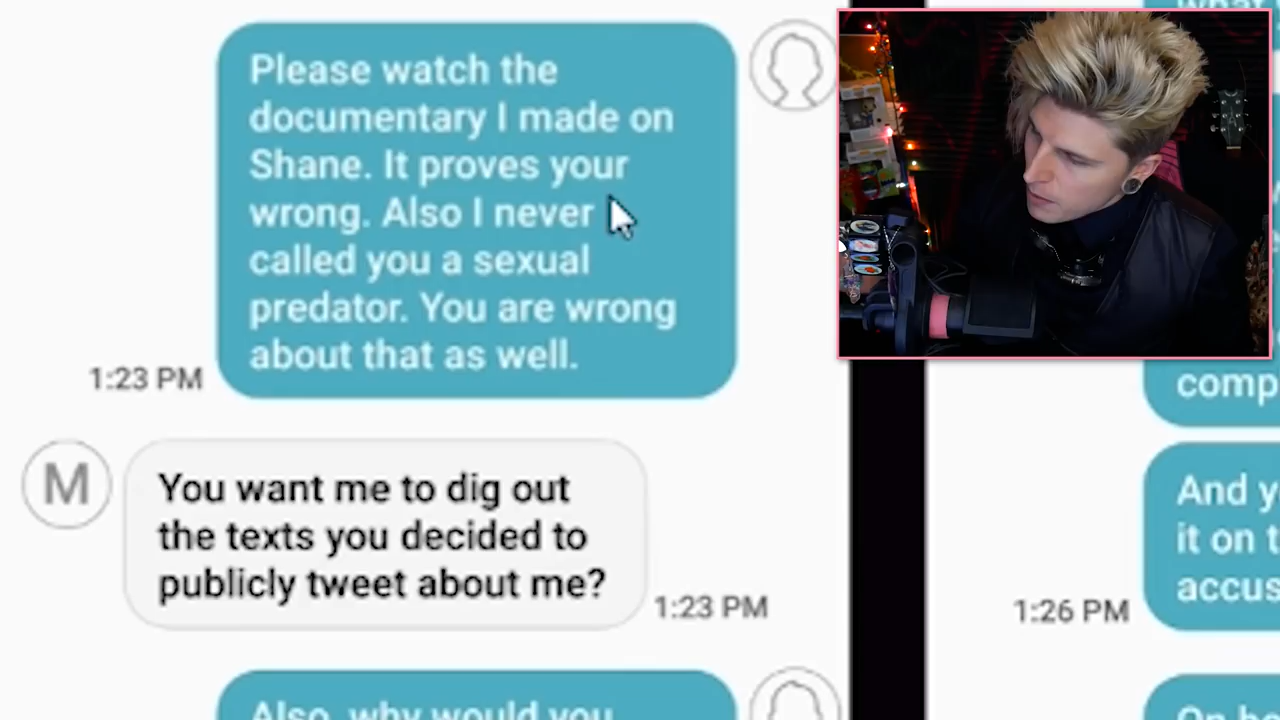 Please watch the
documentary I made on
Shane. It proves your
wrong. Also I never
called you a sexual
predator. You are wrong
about that as well.
1:23 PM
M
You want me to dig out
the texts you decided to
publicly tweet about me?
1:23 PM
Also, why would you
what
comp
And y
it on t
accus
1:26 PM
On be